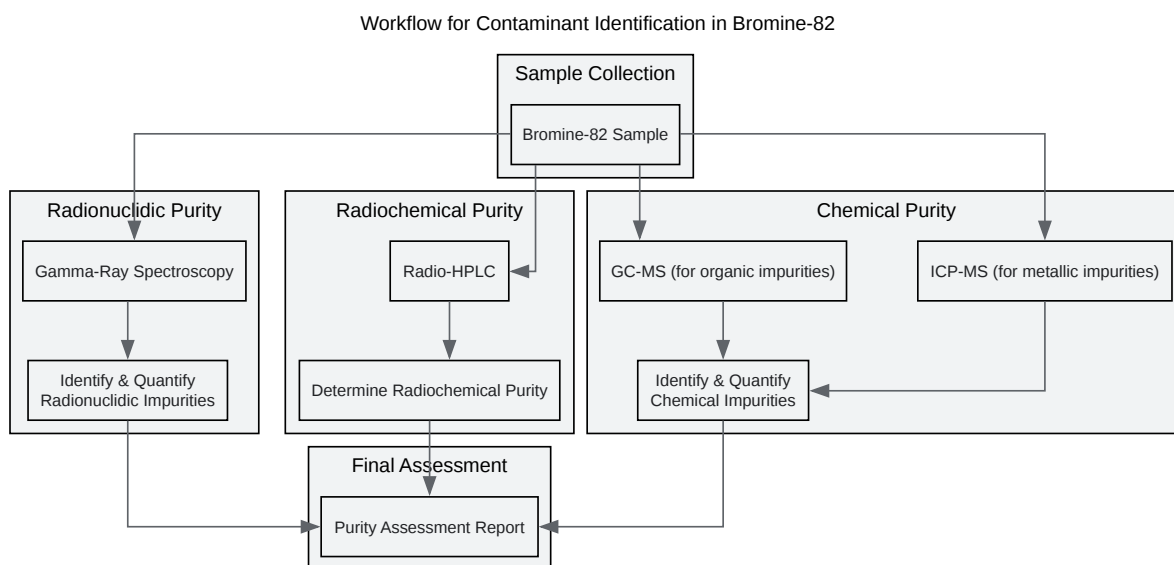 Workflow for Contaminant Identification in Bromine-82
Sample Collection
Bromine-82 Sample
Radionuclidic Purity
Radiochemical Purity
Chemical Purity
Gamma-Ray Spectroscopy
Radio-HPLC
GC-MS (for organic impurities)
ICP-MS (for metallic impurities)
Identify & Quantify
Radionuclidic Impurities
Determine Radiochemical Purity
Identify & Quantify
Chemical Impurities
Final Assessment
Purity Assessment Report